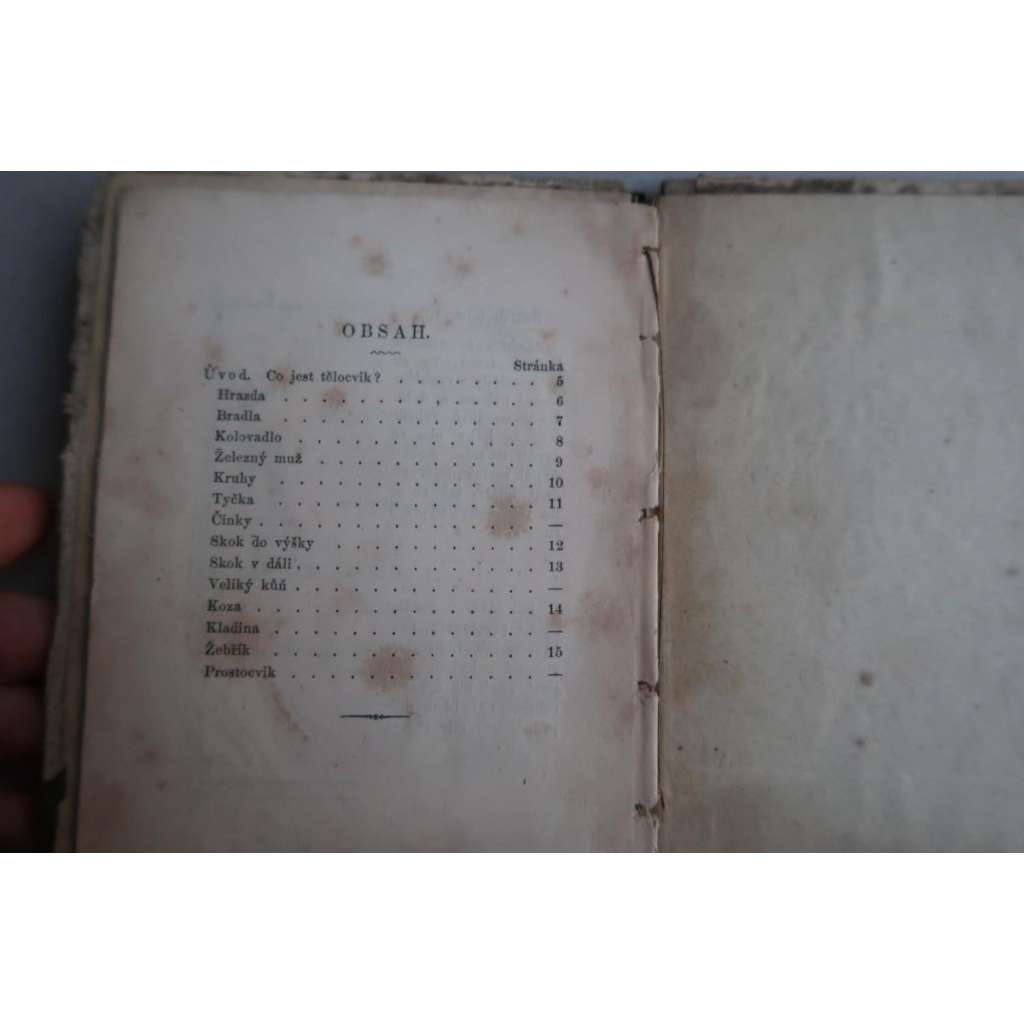 OBSAH.
Stránka
Úvod. Co jest tělocvik? . . . . . . . . 5
Hrazda . . . . . . . . . . . . . 6
Bradla . . . . . . . . . . . . . 7
Kolovadlo . . . . . . . . . . . . 8
Železný muž . . . . . . . . . . . 9
Kruhy . . . . . . . . . . . . . 10
Tyčka . . . . . . . . . . . . . 11
Činky . . . . . . . . . . . . . —
Skok do výšky . . . . . . . . . . 12
Skok v dáli . . . . . . . . . . . . 13
Veliký kůň . . . . . . . . . . . . —
Koza . . . . . . . . . . . . . . 14
Kladina . . . . . . . . . . . . . —
Žebřík . . . . . . . . . . . . . 15
Prostocvik . . . . . . . . . . . . —